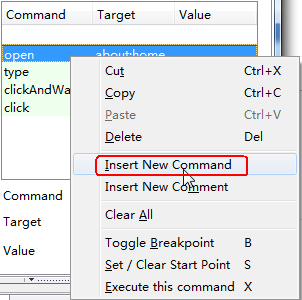 Command Target Value
open about:home
type
clickAndWa
click
Cut Ctrl+X
Copy Ctrl+C
Paste Ctrl+V
Delete Del
Insert New Command
Insert New Comment
Clear All
Toggle Breakpoint B
Set / Clear Start Point S
Execute this command X
Command
Target
Value